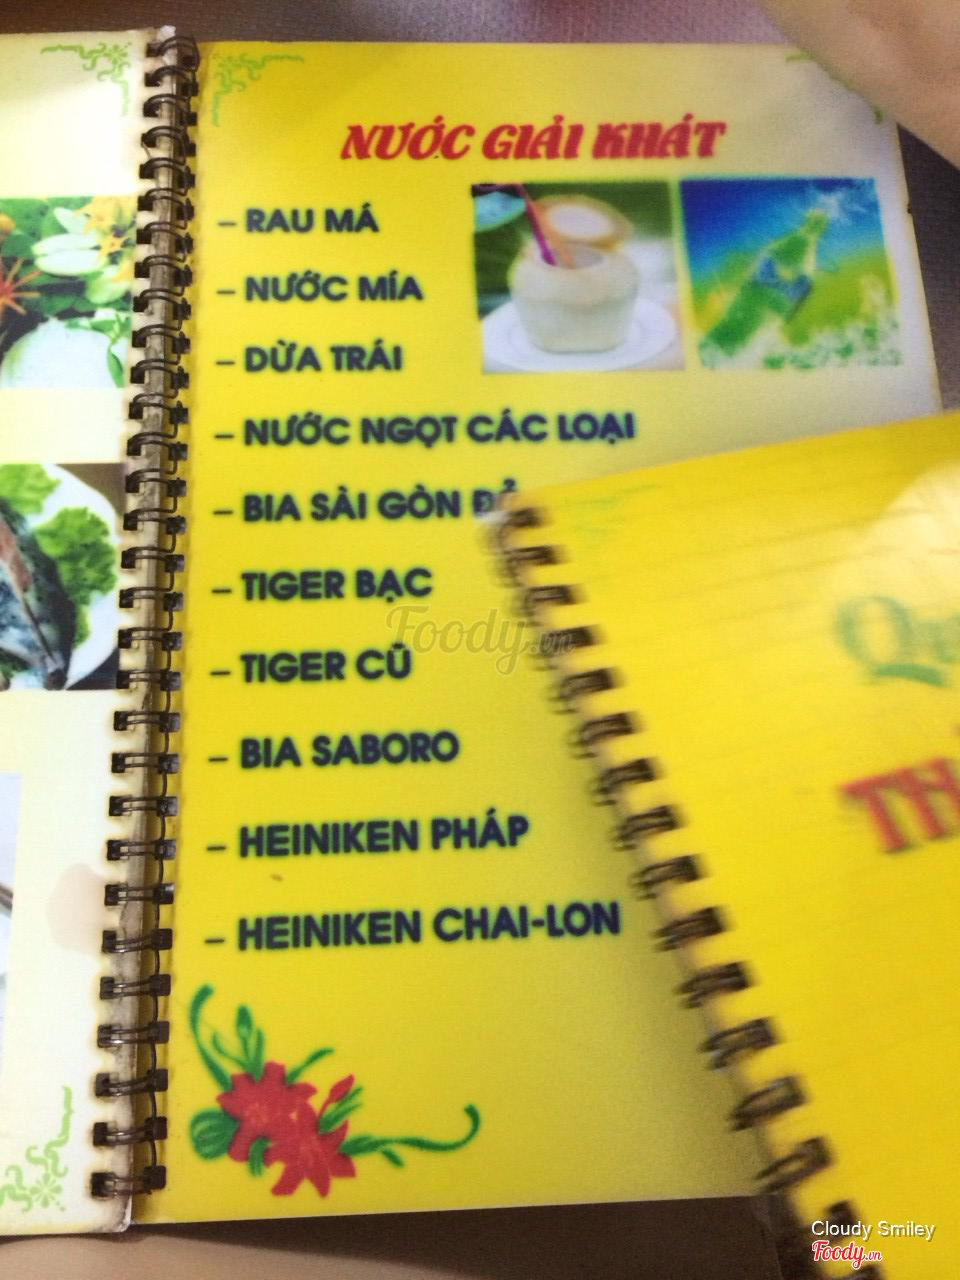 NƯỚC GIẢI KHÁT
– RAU MÁ
– NƯỚC MÍA
– DỪA TRÁI
– NƯỚC NGỌT CÁC LOẠI
– BIA SÀI GÒN ĐỎ
– TIGER BẠC
– TIGER CŨ
– BIA SABORO
– HEINIKEN PHÁP
– HEINIKEN CHAI-LON
Foody.vn
Cloudy Smiley
Foody.vn